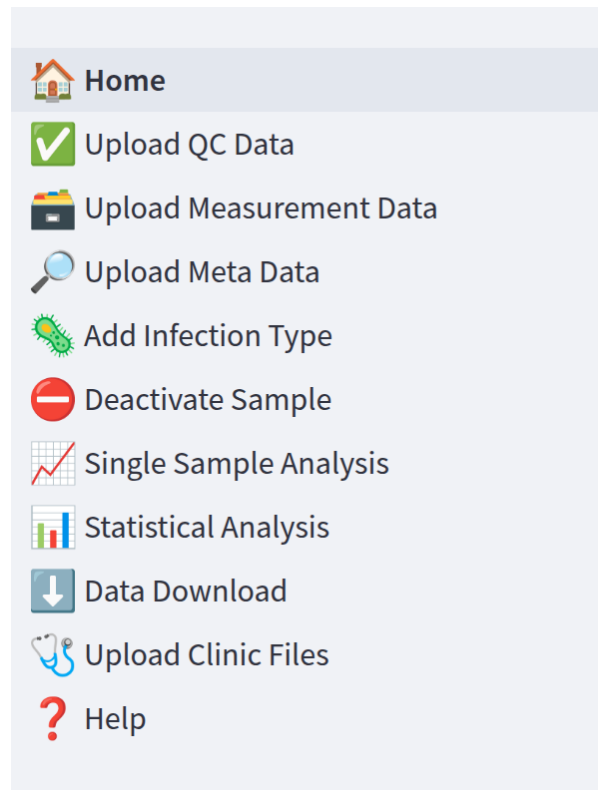 Home
Upload QC Data
Upload Measurement Data
Upload Meta Data
Add Infection Type
Deactivate Sample
Single Sample Analysis
Statistical Analysis
Data Download
Upload Clinic Files
Help